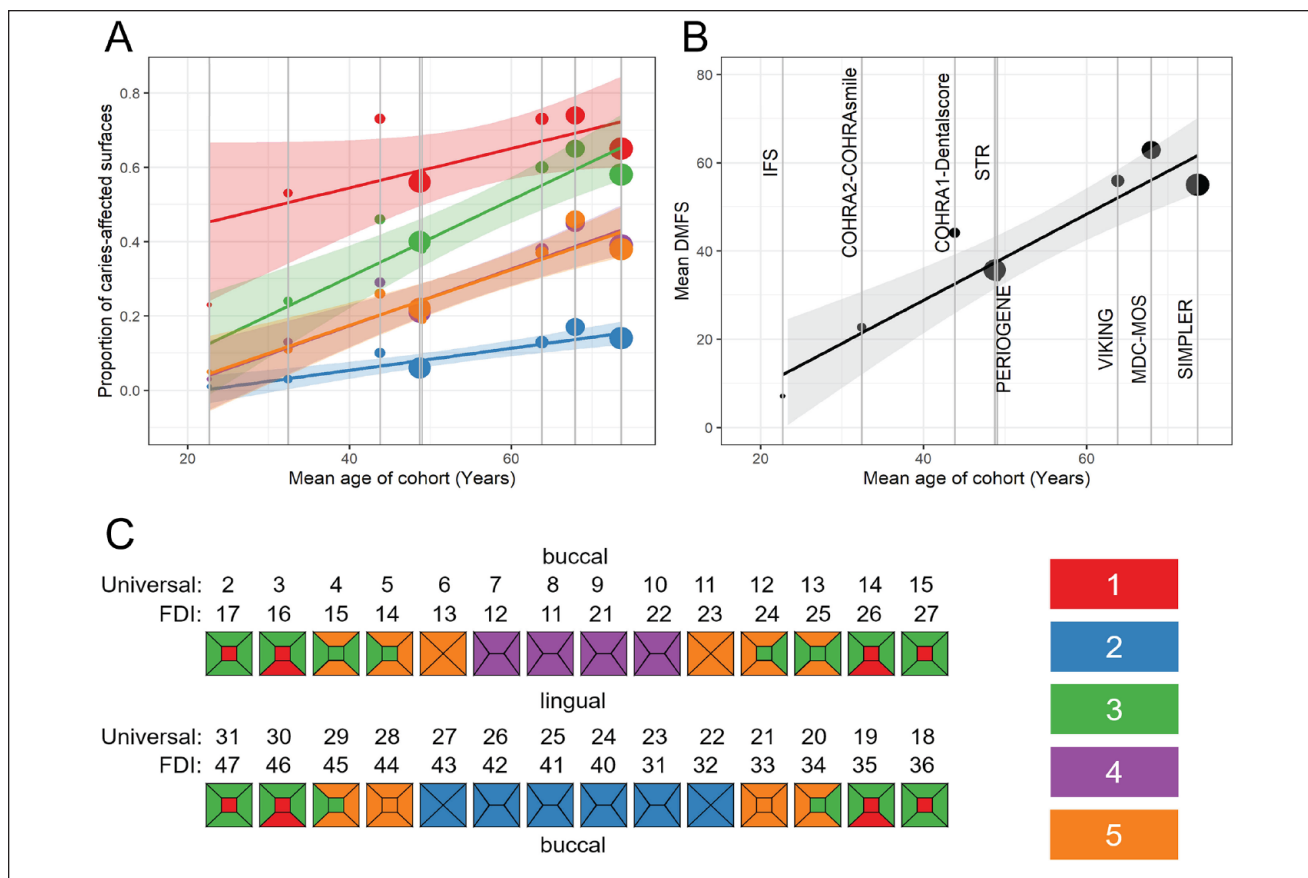 A
Proportion of caries-affected surfaces
0.8
0.6
0.4
0.2
0.0
20 40 60
Mean age of cohort (Years)
B
Mean DMFS
80
60
40
20
0
IFS
COHRA2-COHRAsmile
COHRA1-Dentalscore
STR
PERIOGENE
VIKING
MDC-MOS
SIMPLER
20 40 60
Mean age of cohort (Years)
C
buccal
Universal: 2 3 4 5 6 7 8 9 10 11 12 13 14 15
FDI: 17 16 15 14 13 12 11 21 22 23 24 25 26 27
lingual
Universal: 31 30 29 28 27 26 25 24 23 22 21 20 19 18
FDI: 47 46 45 44 43 42 41 40 31 32 33 34 35 36
buccal
1
2
3
4
5